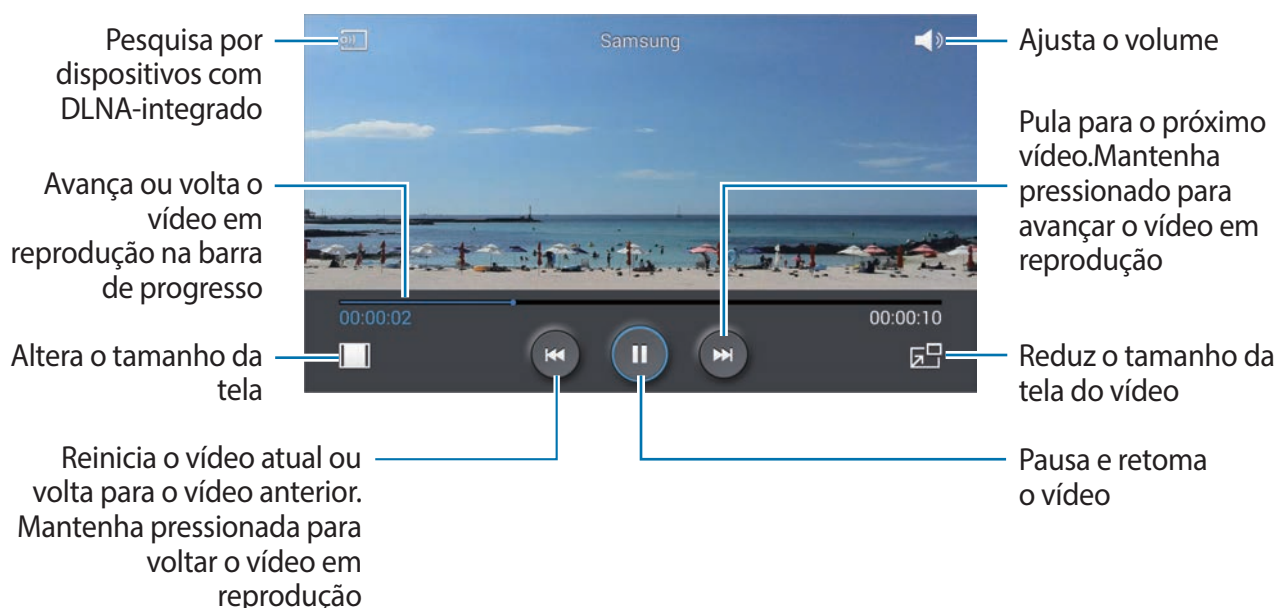 Pesquisa por
dispositivos com
DLNA-integrado
Avança ou volta o
vídeo em
reprodução na barra
de progresso
Altera o tamanho da
tela
Reinicia o vídeo atual ou
volta para o vídeo anterior.
Mantenha pressionada para
voltar o vídeo em
reprodução
Samsung
00:00:02
00:00:10
Ajusta o volume
Pula para o próximo
vídeo.Mantenha
pressionado para
avançar o vídeo em
reprodução
Reduz o tamanho da
tela do vídeo
Pausa e retoma
o vídeo